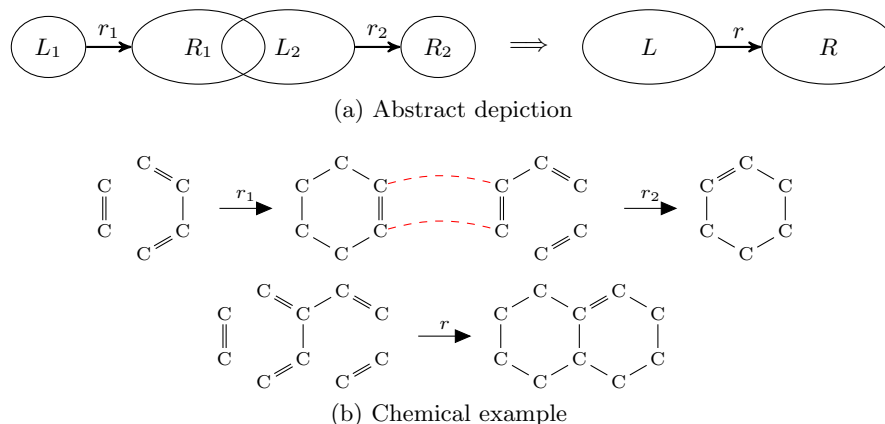 L₁ r₁ R₁ L₂ r₂ R₂ ⟹ L r R
(a) Abstract depiction
C C C C C C r₁ C C C C C C C C C C C C r₂ C C C C C C
C C C C C C C C C C r C C C C C C C C C C
(b) Chemical example